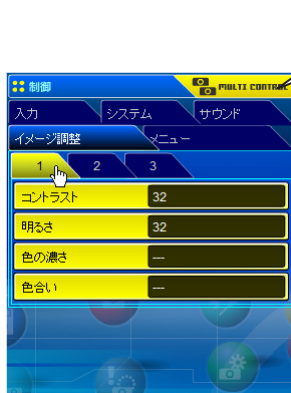 制御 MULTI CONTROL
入力 システム サウンド
イメージ調整 メニュー
1 2 3
コントラスト 32
明るさ 32
色の濃さ ---
色合い ---